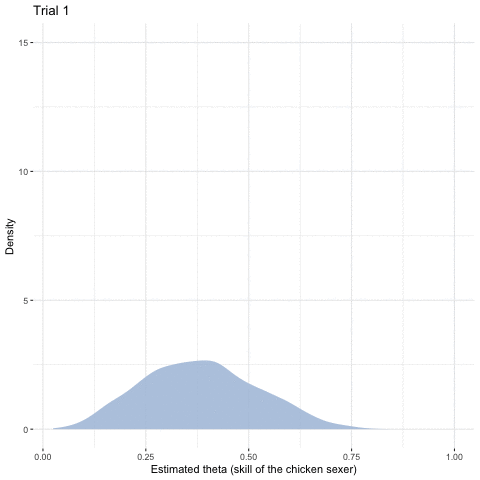 Trial 1
15
10
5
0
Density
0.00 0.25 0.50 0.75 1.00
Estimated theta (skill of the chicken sexer)